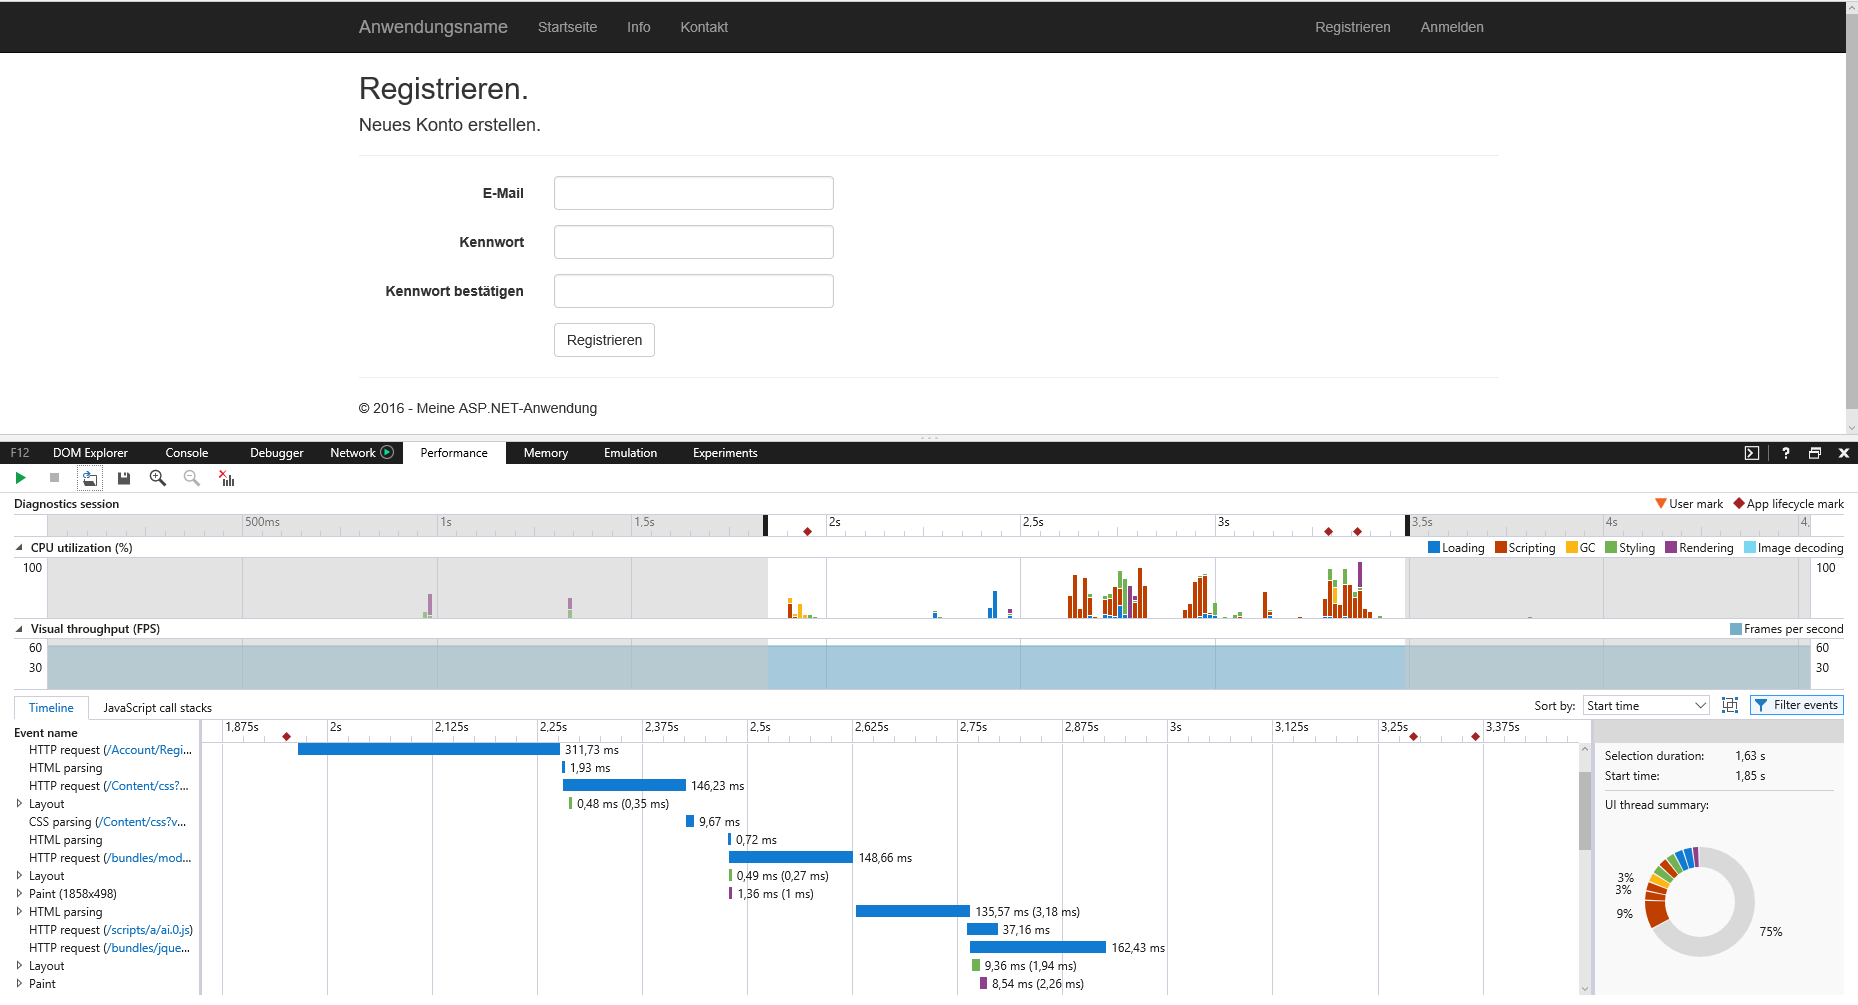 Anwendungsname Startseite Info Kontakt Registrieren Anmelden
Registrieren.
Neues Konto erstellen.
E-Mail
Kennwort
Kennwort bestätigen
Registrieren
© 2016 - Meine ASP.NET-Anwendung
F12 DOM Explorer Console Debugger Network Performance Memory Emulation Experiments ?
Diagnostics session User mark App lifecycle mark
500ms 1s 1,5s 2s 2,5s 3s 3,5s 4s 4,
CPU utilization (%) Loading Scripting GC Styling Rendering Image decoding
100 100
Visual throughput (FPS) Frames per second
60 60
30 30
Timeline JavaScript call stacks Sort by: Start time Filter events
Event name 1,875s 2s 2,125s 2,25s 2,375s 2,5s 2,625s 2,75s 2,875s 3s 3,125s 3,25s 3,375s
HTTP request (/Account/Regi... 311,73 ms
HTML parsing 1,93 ms
HTTP request (/Content/css?... 146,23 ms
Layout 0,48 ms (0,35 ms)
CSS parsing (/Content/css?v... 9,67 ms
HTML parsing 0,72 ms
HTTP request (/bundles/mod... 148,66 ms
Layout 0,49 ms (0,27 ms)
Paint (1858x498) 1,36 ms (1 ms)
HTML parsing 135,57 ms (3,18 ms)
HTTP request (/scripts/a/ai.0.js) 37,16 ms
HTTP request (/bundles/jque... 162,43 ms
Layout 9,36 ms (1,94 ms)
Paint 8,54 ms (2,26 ms)
Selection duration: 1,63 s
Start time: 1,85 s
UI thread summary:
3%
3%
9%
75%